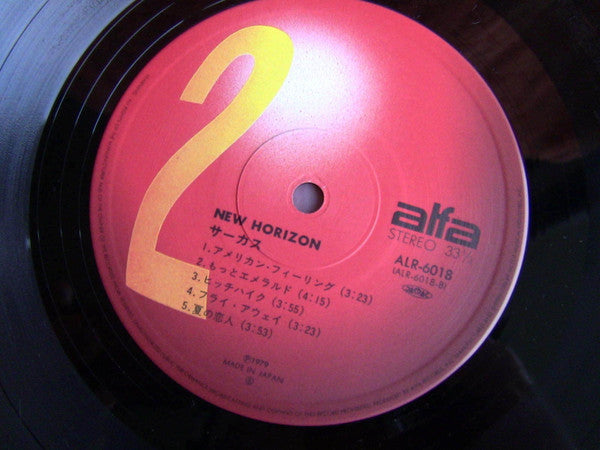 2
NEW HORIZON
サーカス
1. アメリカン・フィーリング (3:23)
2. もっとエメラルド (4:15)
3. ヒッチハイク (3:55)
4. フライ・アウェイ (3:23)
5. 夏の恋人 (3:53)
alfa
STEREO 33⅓
ALR-6018
(ALR-6018-B)
℗1979
MADE IN JAPAN